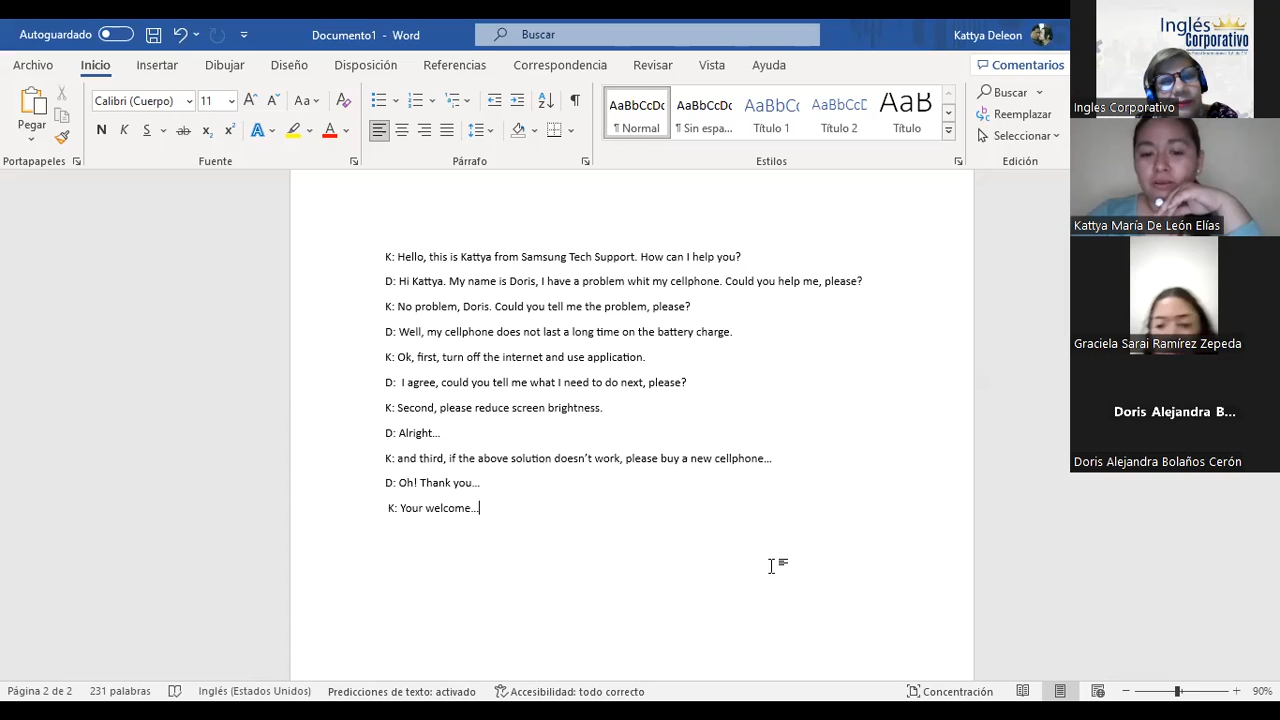 Autoguardado
Documento1 - Word
Buscar
Kattya Deleon
Archivo Inicio Insertar Dibujar Diseño Disposición Referencias Correspondencia Revisar Vista Ayuda
Comentarios
Calibri (Cuerpo) 11
Pegar
AaBbCcDc AaBbCcDc AaBbCc AaBbCcD AaB
¶ Normal ¶ Sin espa... Título 1 Título 2 Título
Buscar
Reemplazar
Seleccionar
Portapapeles Fuente Párrafo Estilos Edición
K: Hello, this is Kattya from Samsung Tech Support. How can I help you?
D: Hi Kattya. My name is Doris, I have a problem whit my cellphone. Could you help me, please?
K: No problem, Doris. Could you tell me the problem, please?
D: Well, my cellphone does not last a long time on the battery charge.
K: Ok, first, turn off the internet and use application.
D:  I agree, could you tell me what I need to do next, please?
K: Second, please reduce screen brightness.
D: Alright...
K: and third, if the above solution doesn't work, please buy a new cellphone...
D: Oh! Thank you...
K: Your welcome...
Página 2 de 2 231 palabras Inglés (Estados Unidos) Predicciones de texto: activado Accesibilidad: todo correcto Concentración 90%
Inglés
Corporativo
Ingles Corporativo
Kattya María De León Elías
Graciela Sarai Ramírez Zepeda
Doris Alejandra B...
Doris Alejandra Bolaños Cerón